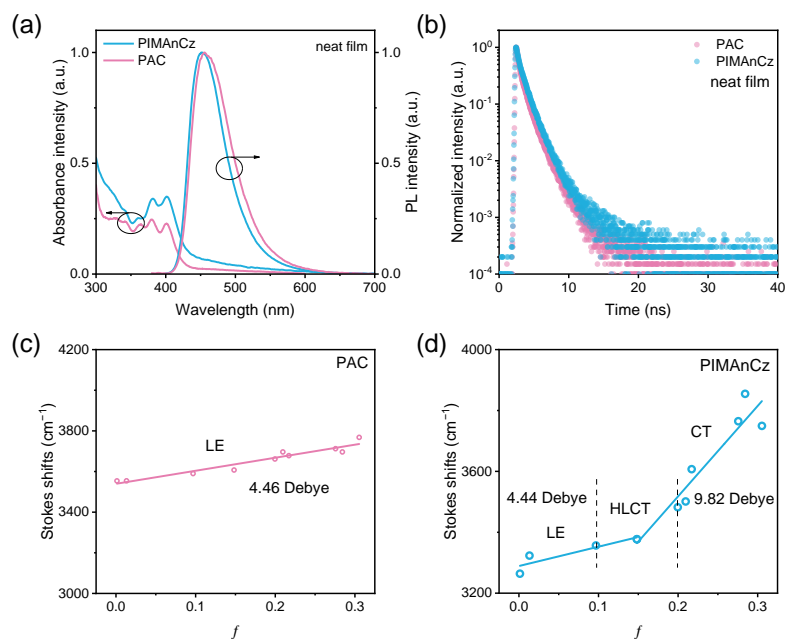 (a)
PIMAnCz
PAC
neat film
Absorbance intensity (a.u.)
PL intensity (a.u.)
1.0
0.5
0.0
1.0
0.5
0.0
300 400 500 600 700
Wavelength (nm)
(b)
PAC
PIMAnCz
neat film
Normalized intensity (a.u.)
10⁰
10⁻¹
10⁻²
10⁻³
10⁻⁴
0 10 20 30 40
Time (ns)
(c)
PAC
Stokes shifts (cm⁻¹)
4200
3900
3600
3300
3000
LE
4.46 Debye
0.0 0.1 0.2 0.3
f
(d)
PIMAnCz
Stokes shifts (cm⁻¹)
4000
3600
3200
CT
4.44 Debye
HLCT
9.82 Debye
LE
0.0 0.1 0.2 0.3
f